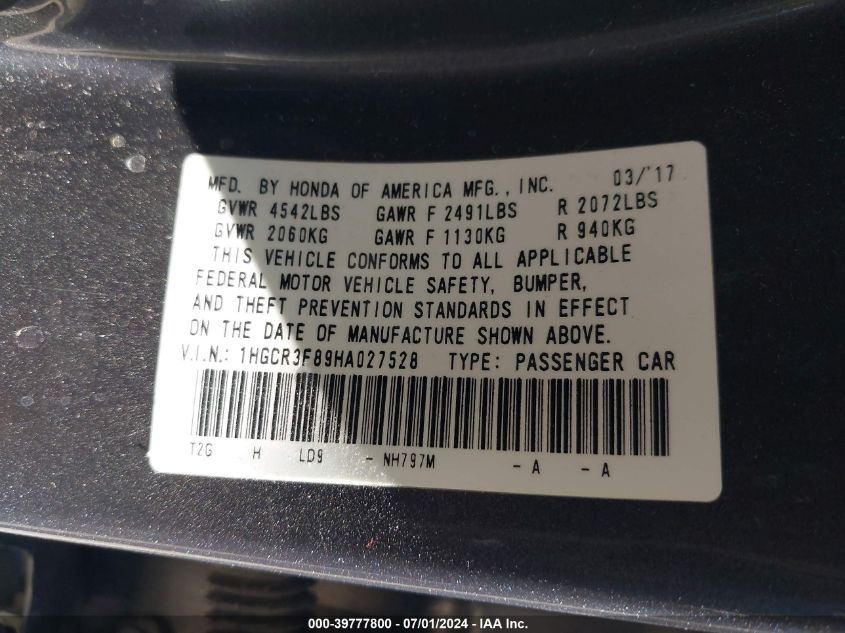 MFD. BY HONDA OF AMERICA MFG., INC. 03/'17
GVWR 4542LBS GAWR F 2491LBS R 2072LBS
GVWR 2060KG GAWR F 1130KG R 940KG
THIS VEHICLE CONFORMS TO ALL APPLICABLE
FEDERAL MOTOR VEHICLE SAFETY, BUMPER,
AND THEFT PREVENTION STANDARDS IN EFFECT
ON THE DATE OF MANUFACTURE SHOWN ABOVE.
V.I.N.: 1HGCR3F89HA027528 TYPE: PASSENGER CAR
T2G H LD9 - NH797M - A - A
000-39777800 - 07/01/2024 - IAA Inc.